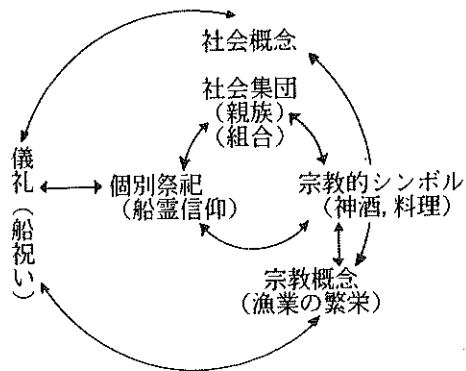 社会概念
社会集団
(親族)
(組合)
儀礼(船祝い)
個別祭祀
(船霊信仰)
宗教的シンボル
(神酒,料理)
宗教概念
(漁業の繁栄)